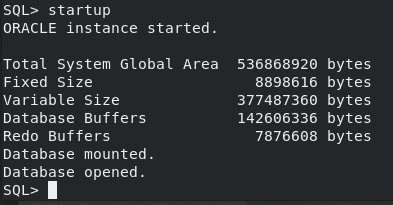 SQL> startup
ORACLE instance started.
Total System Global Area 536868920 bytes
Fixed Size 8898616 bytes
Variable Size 377487360 bytes
Database Buffers 142606336 bytes
Redo Buffers 7876608 bytes
Database mounted.
Database opened.
SQL>